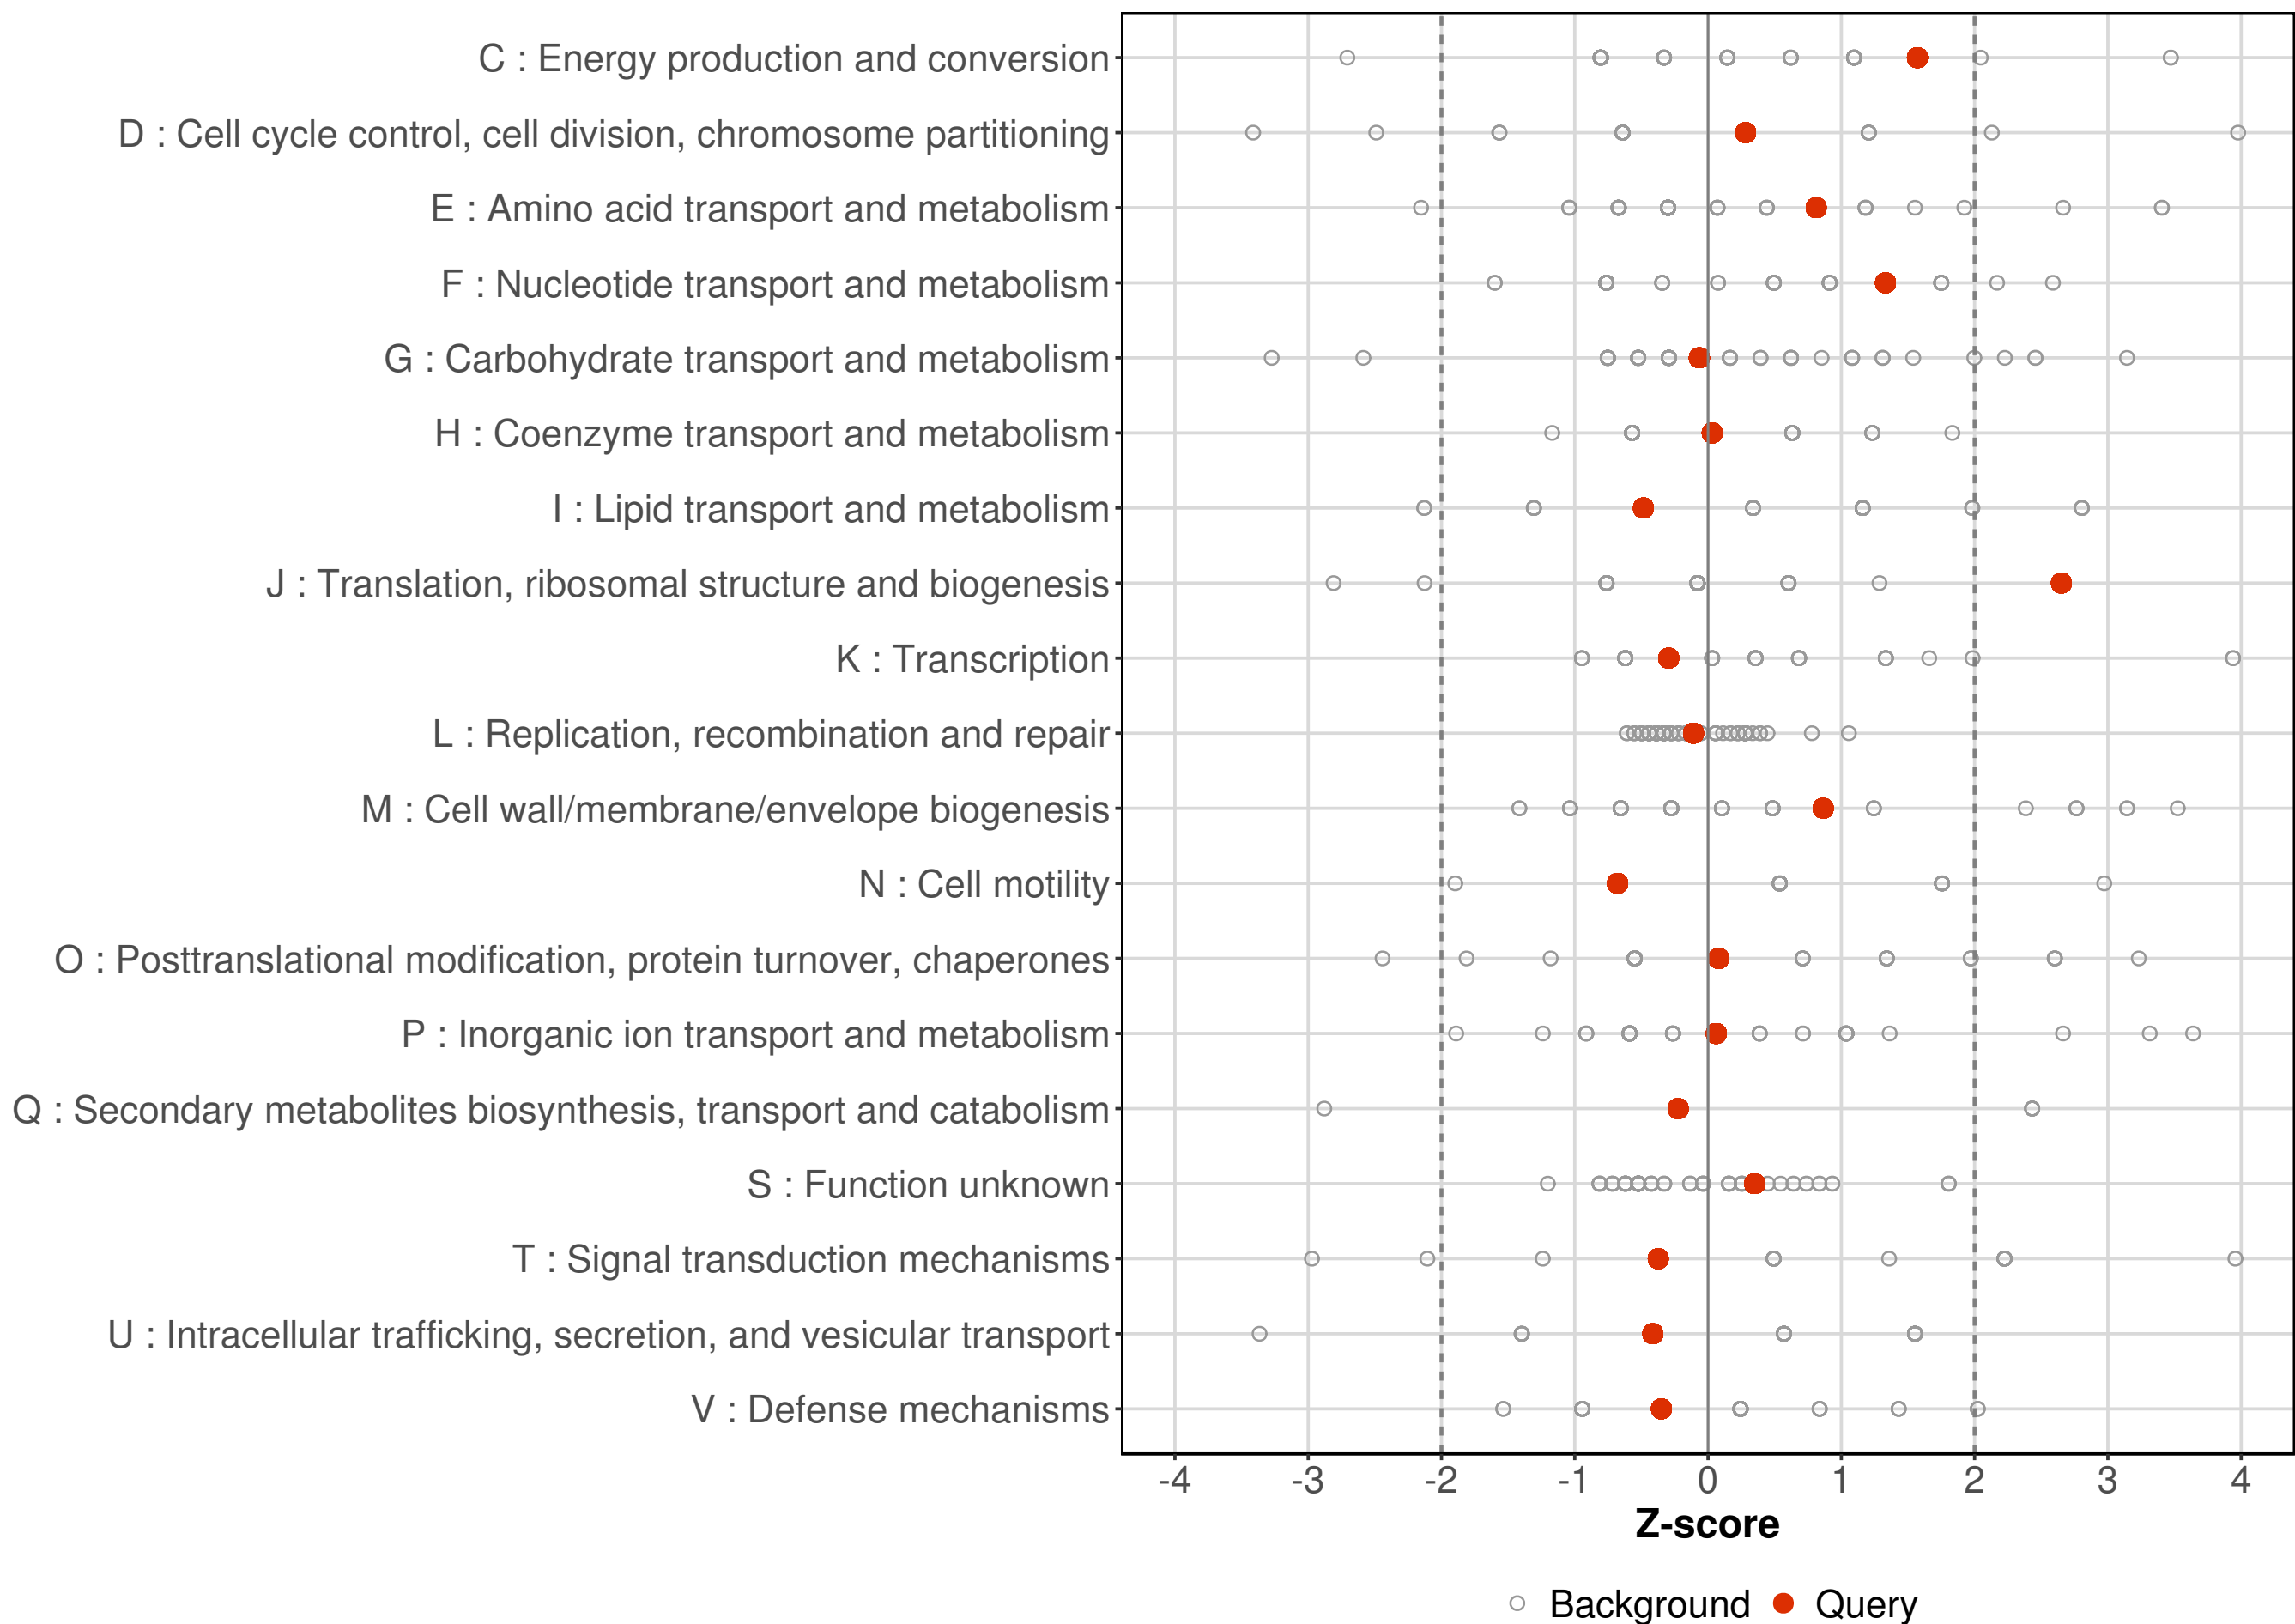 C : Energy production and conversion
D : Cell cycle control, cell division, chromosome partitioning
E : Amino acid transport and metabolism
F : Nucleotide transport and metabolism
G : Carbohydrate transport and metabolism
H : Coenzyme transport and metabolism
I : Lipid transport and metabolism
J : Translation, ribosomal structure and biogenesis
K : Transcription
L : Replication, recombination and repair
M : Cell wall/membrane/envelope biogenesis
N : Cell motility
O : Posttranslational modification, protein turnover, chaperones
P : Inorganic ion transport and metabolism
Q : Secondary metabolites biosynthesis, transport and catabolism
S : Function unknown
T : Signal transduction mechanisms
U : Intracellular trafficking, secretion, and vesicular transport
V : Defense mechanisms
-4 -3 -2 -1 0 1 2 3 4
Z-score
Background Query